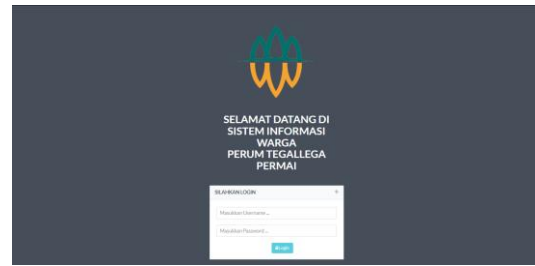 SELAMAT DATANG DI
SISTEM INFORMASI
WARGA
PERUM TEGALLEGA
PERMAI
SILAHKAN LOGIN
Masukkan Username ...
Masukkan Password ...